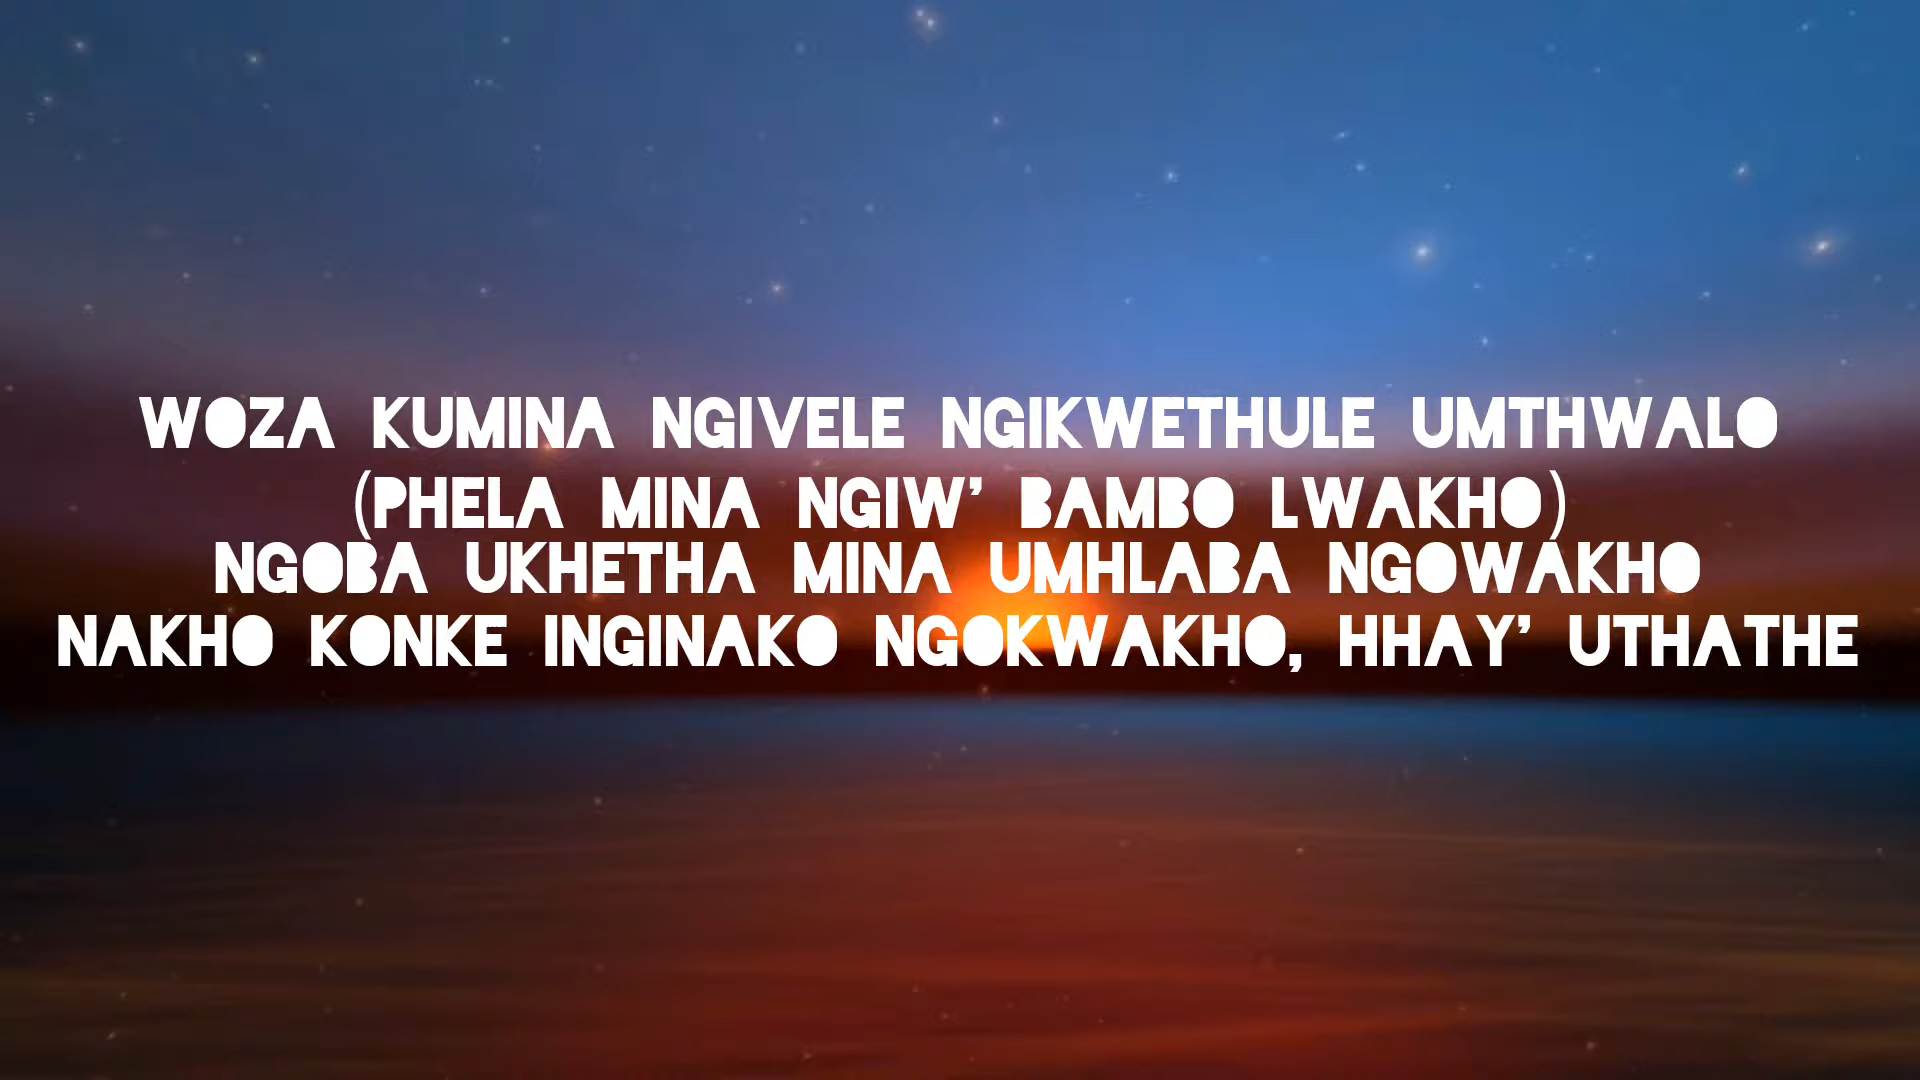 WOZA KUMINA NGIVELE NGIKWETHULE UMTHWALO
(PHELA MINA NGIW' BAMBO LWAKHO)
NGOBA UKHETHA MINA UMHLABA NGOWAKHO
NAKHO KONKE INGINAKO NGOKWAKHO, HHAY' UTHATHE